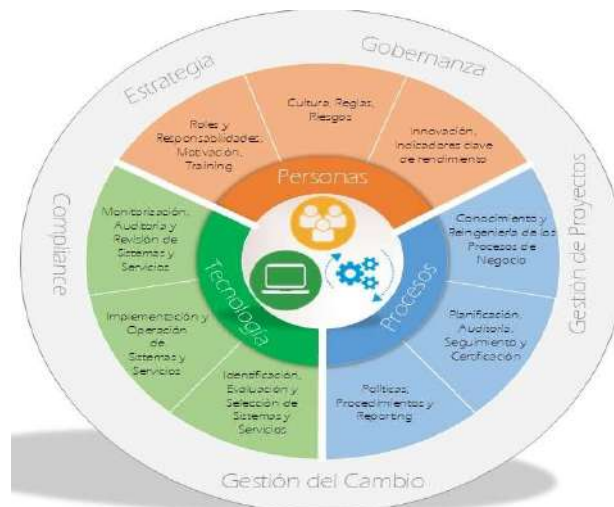 Estrategia
Gobernanza
Gestión de Proyectos
Gestión del Cambio
Compliance
Personas
Roles y
Responsabilidades,
Motivación,
Training
Cultura, Reglas,
Riesgos
Innovación,
Indicadores clave
de rendimiento
Procesos
Conocimiento y
Reingeniería de los
Procesos de
Negocio
Planificación,
Auditoría,
Seguimiento y
Certificación
Políticas,
Procedimientos y
Reporting
Tecnología
Identificación,
Evaluación y
Selección de
Sistemas y
Servicios
Implementación y
Operación
de
Sistemas y
Servicios
Monitorización,
Auditoria y
Revisión de
Sistemas y
Servicios